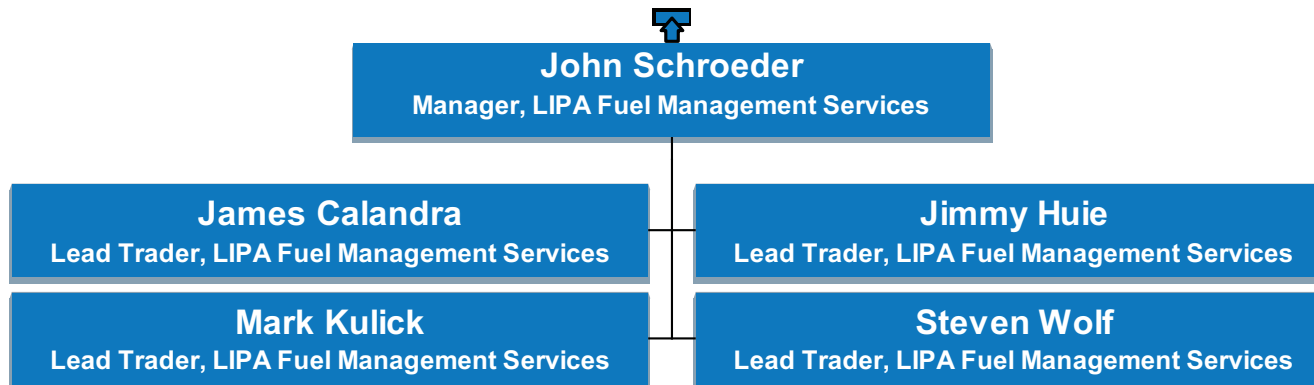 John Schroeder
Manager, LIPA Fuel Management Services
James Calandra
Lead Trader, LIPA Fuel Management Services
Jimmy Huie
Lead Trader, LIPA Fuel Management Services
Mark Kulick
Lead Trader, LIPA Fuel Management Services
Steven Wolf
Lead Trader, LIPA Fuel Management Services